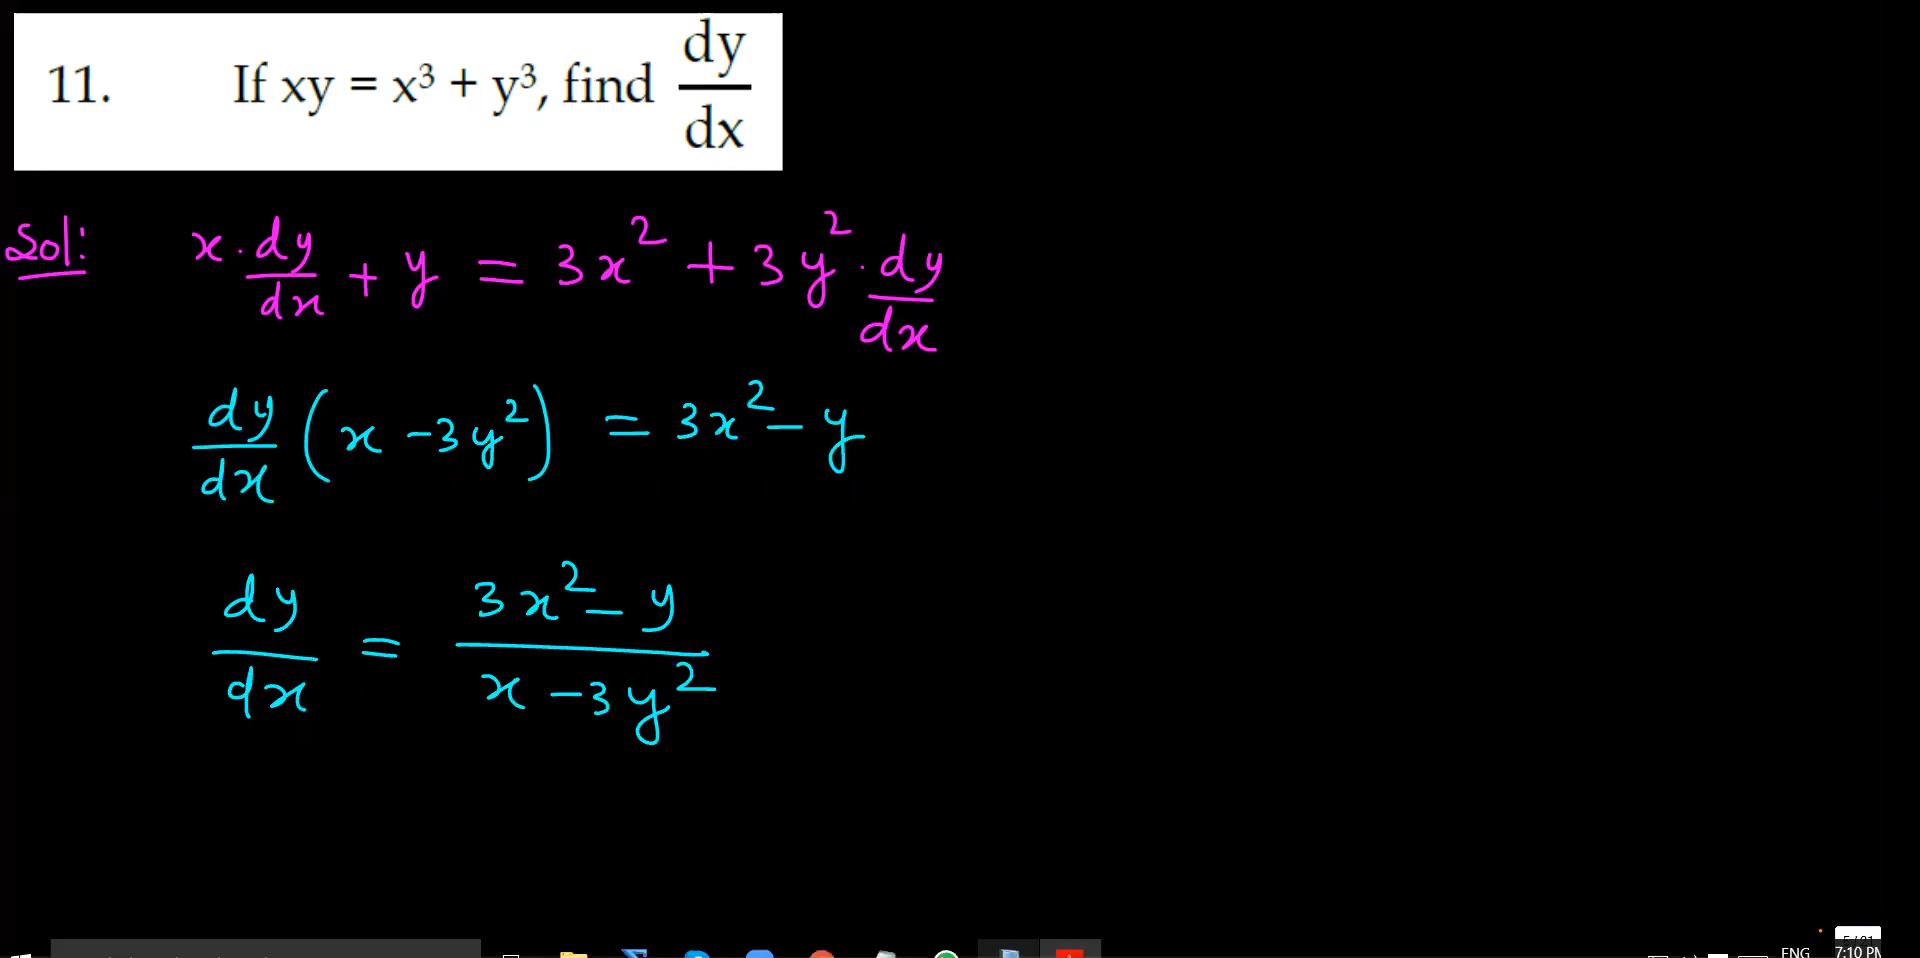 11. If xy = x³ + y³, find dy/dx
Sol: x · dy/dx + y = 3x² + 3y² · dy/dx
dy/dx (x - 3y²) = 3x² - y
dy/dx = (3x² - y)/(x - 3y²)
ENG 7:10 PM